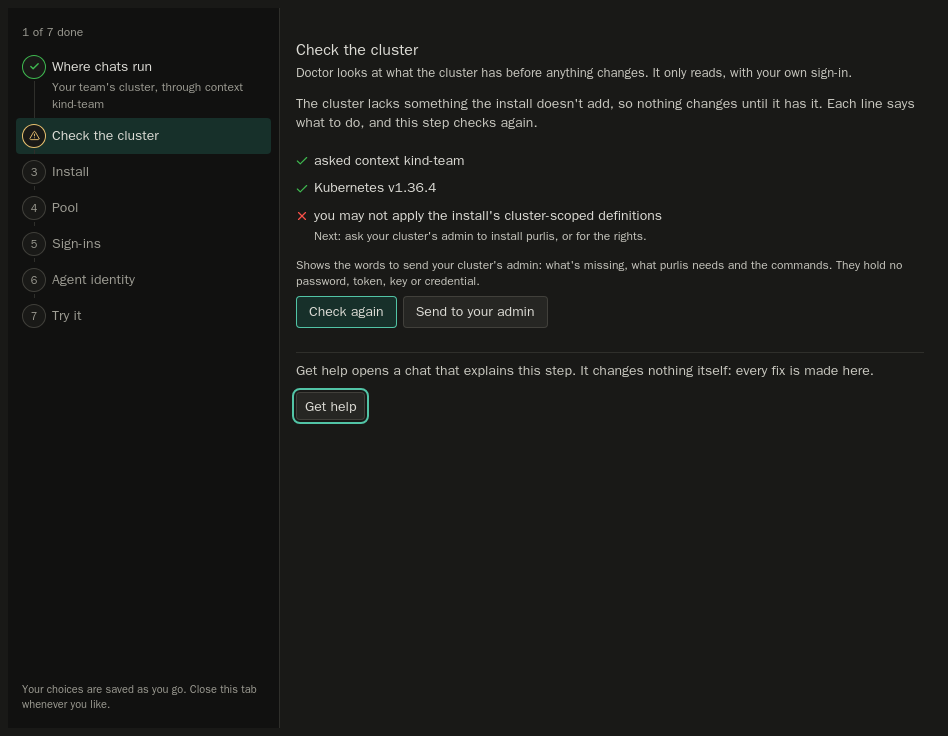 1 of 7 done
Where chats run
Your team's cluster, through context
kind-team
Check the cluster
3 Install
4 Pool
5 Sign-ins
6 Agent identity
7 Try it
Your choices are saved as you go. Close this tab
whenever you like.
Check the cluster
Doctor looks at what the cluster has before anything changes. It only reads, with your own sign-in.
The cluster lacks something the install doesn't add, so nothing changes until it has it. Each line says
what to do, and this step checks again.
asked context kind-team
Kubernetes v1.36.4
you may not apply the install's cluster-scoped definitions
Next: ask your cluster's admin to install purlis, or for the rights.
Shows the words to send your cluster's admin: what's missing, what purlis needs and the commands. They hold no
password, token, key or credential.
Check again
Send to your admin
Get help opens a chat that explains this step. It changes nothing itself: every fix is made here.
Get help